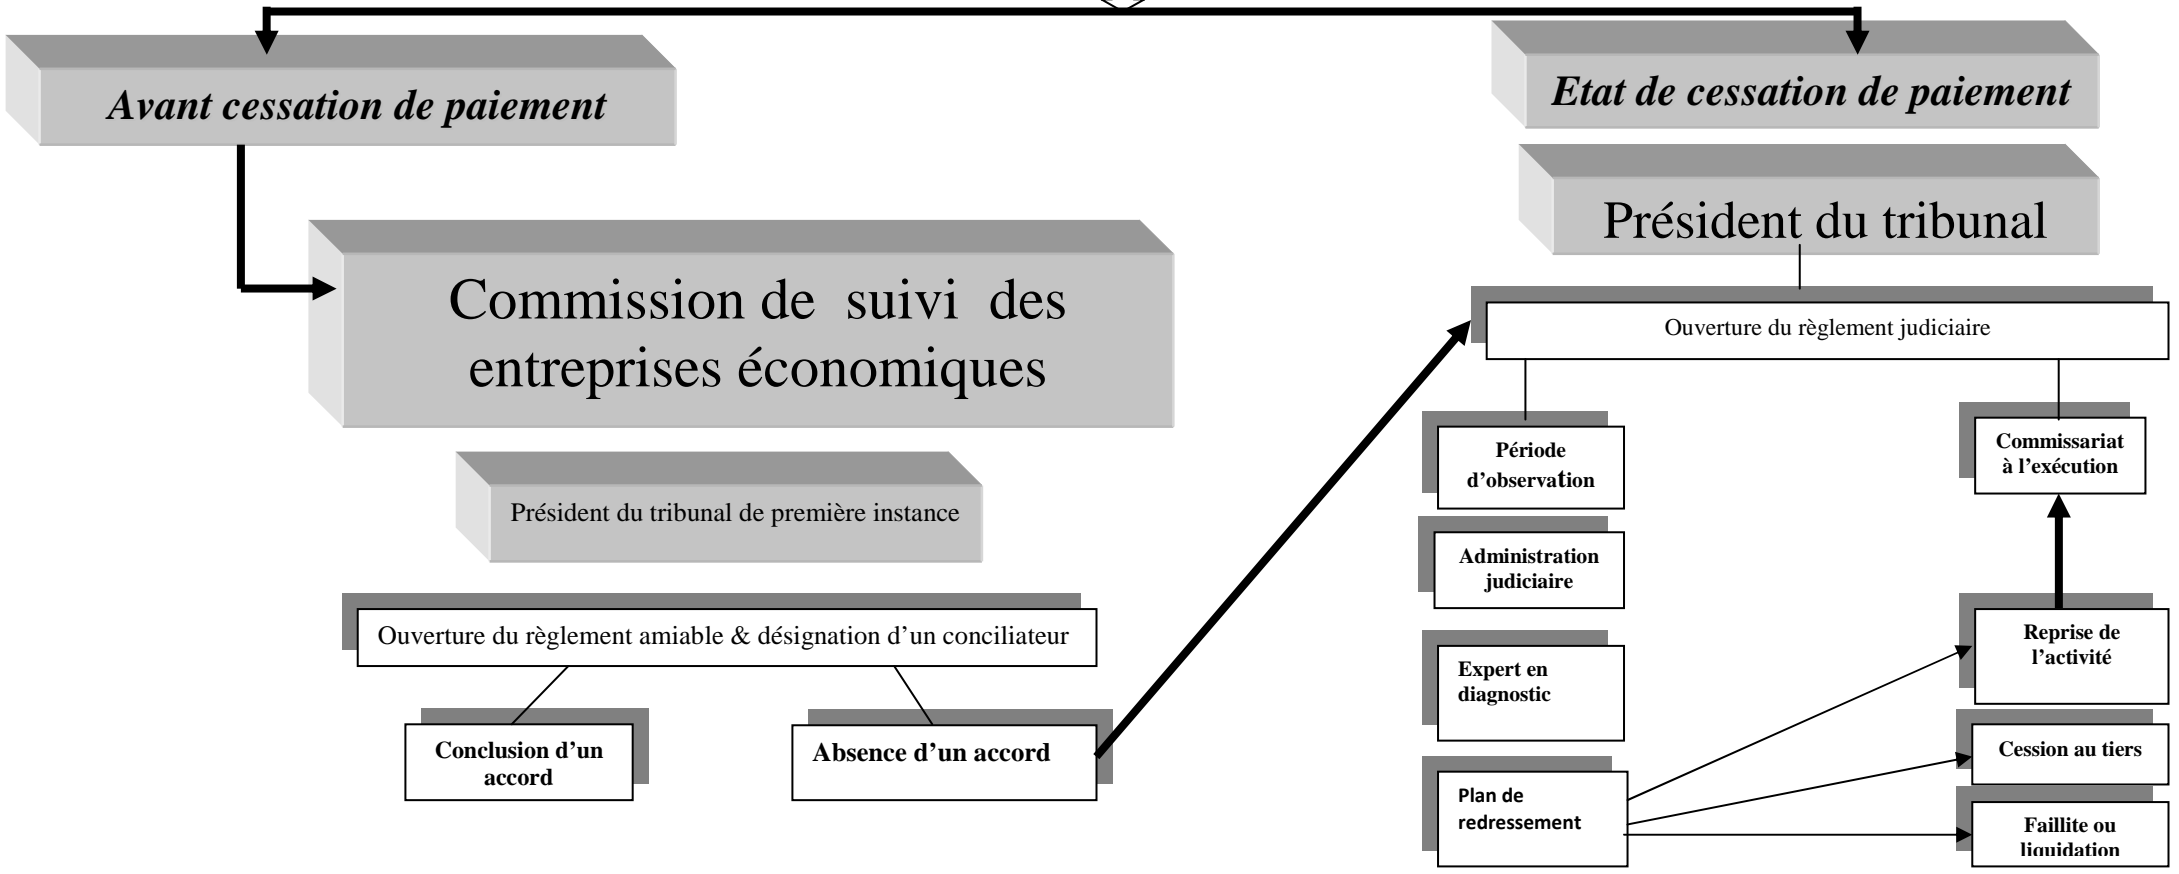 Avant cessation de paiement
Etat de cessation de paiement
Président du tribunal
Commission de suivi des
entreprises économiques
Ouverture du règlement judiciaire
Période
d’observation
Commissariat
à l’exécution
Président du tribunal de première instance
Administration
judiciaire
Ouverture du règlement amiable & désignation d’un conciliateur
Expert en
diagnostic
Reprise de
l’activité
Conclusion d’un
accord
Absence d’un accord
Cession au tiers
Plan de
redressement
Faillite ou
liquidation